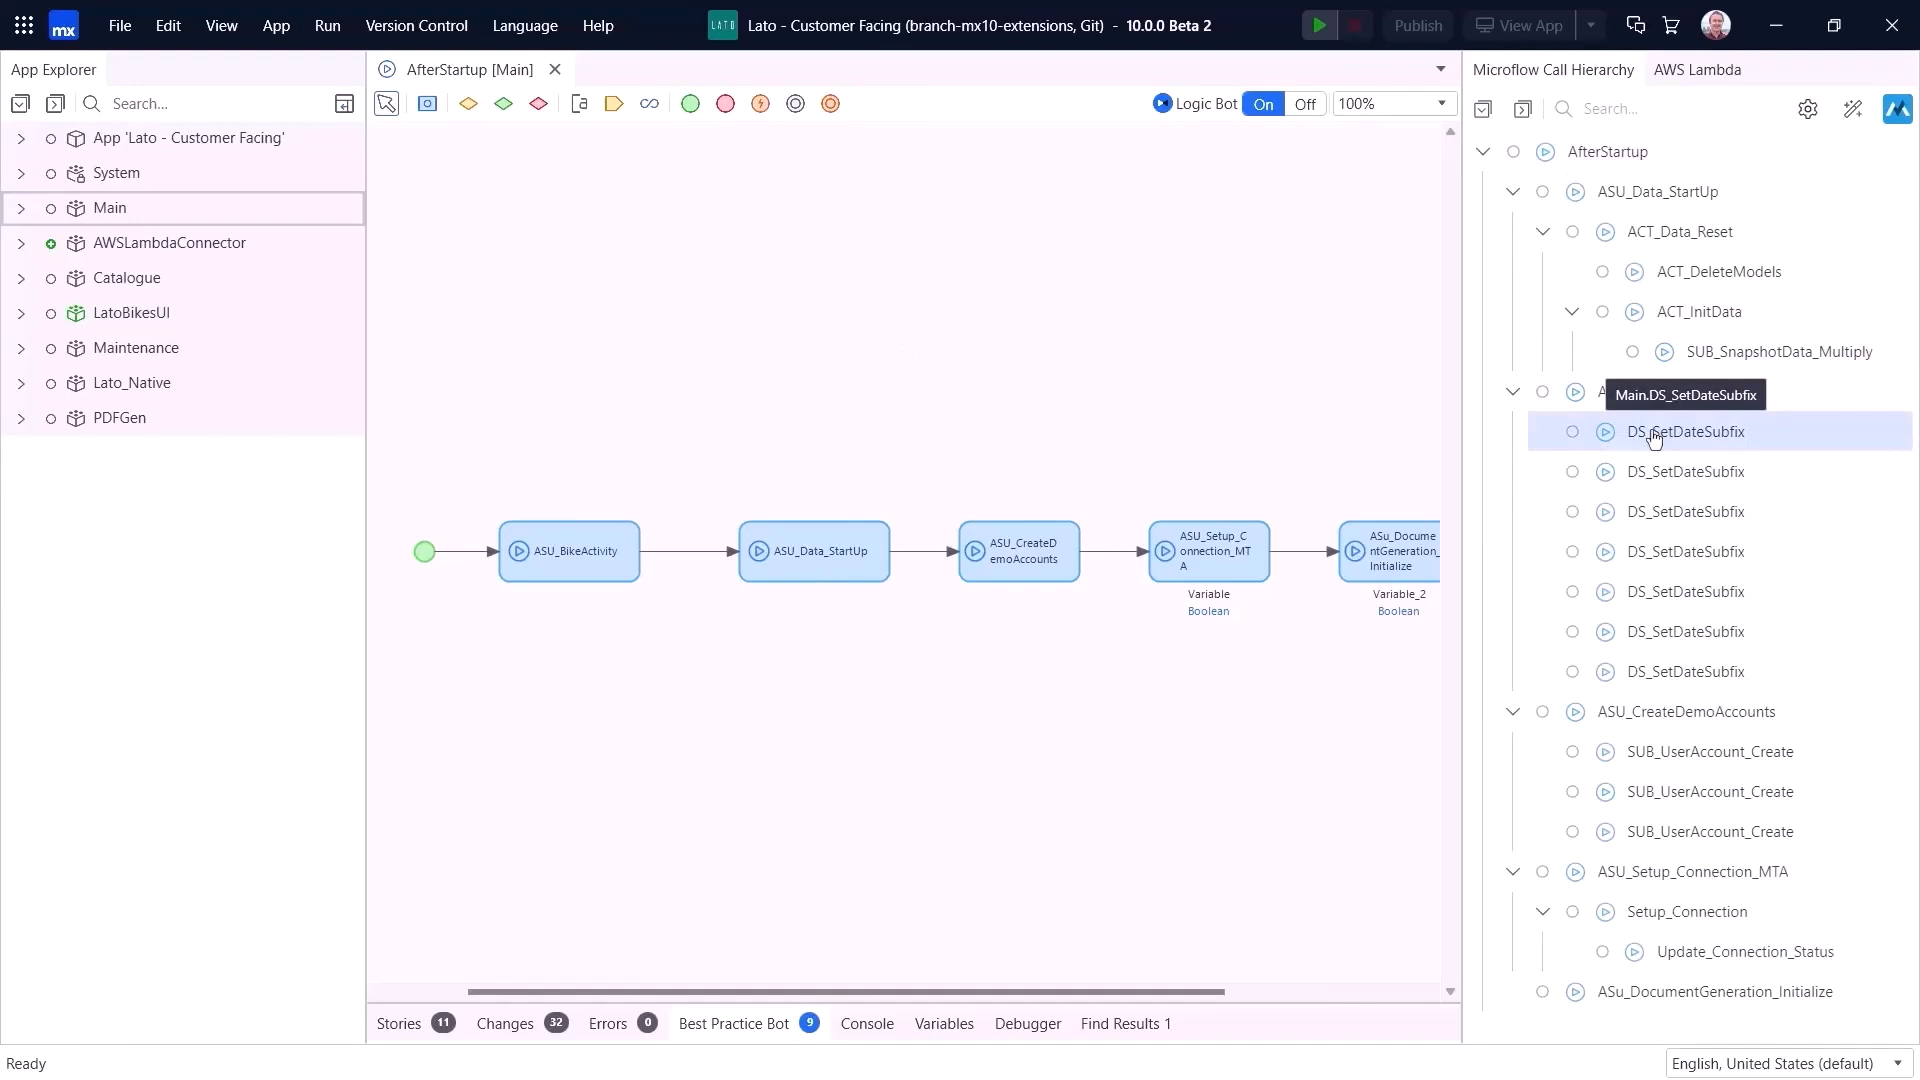 mx
File Edit View App Run Version Control Language Help
LATO
Lato - Customer Facing (branch-mx10-extensions, Git) - 10.0.0 Beta 2
Publish
View App
App Explorer
Search...
App 'Lato - Customer Facing'
System
Main
AWSLambdaConnector
Catalogue
LatoBikesUI
Maintenance
Lato_Native
PDFGen
AfterStartup [Main]
Logic Bot On Off 100%
ASU_BikeActivity
ASU_Data_StartUp
ASU_CreateD
emoAccounts
ASU_Setup_C
onnection_MT
A
Variable
Boolean
ASu_Docume
ntGeneration_
Initialize
Variable_2
Boolean
Stories 11 Changes 32 Errors 0 Best Practice Bot 9 Console Variables Debugger Find Results 1
Microflow Call Hierarchy AWS Lambda
Search...
AfterStartup
ASU_Data_StartUp
ACT_Data_Reset
ACT_DeleteModels
ACT_InitData
SUB_SnapshotData_Multiply
Main.DS_SetDateSubfix
DS_SetDateSubfix
DS_SetDateSubfix
DS_SetDateSubfix
DS_SetDateSubfix
DS_SetDateSubfix
DS_SetDateSubfix
DS_SetDateSubfix
ASU_CreateDemoAccounts
SUB_UserAccount_Create
SUB_UserAccount_Create
SUB_UserAccount_Create
ASU_Setup_Connection_MTA
Setup_Connection
Update_Connection_Status
ASu_DocumentGeneration_Initialize
Ready
English, United States (default)